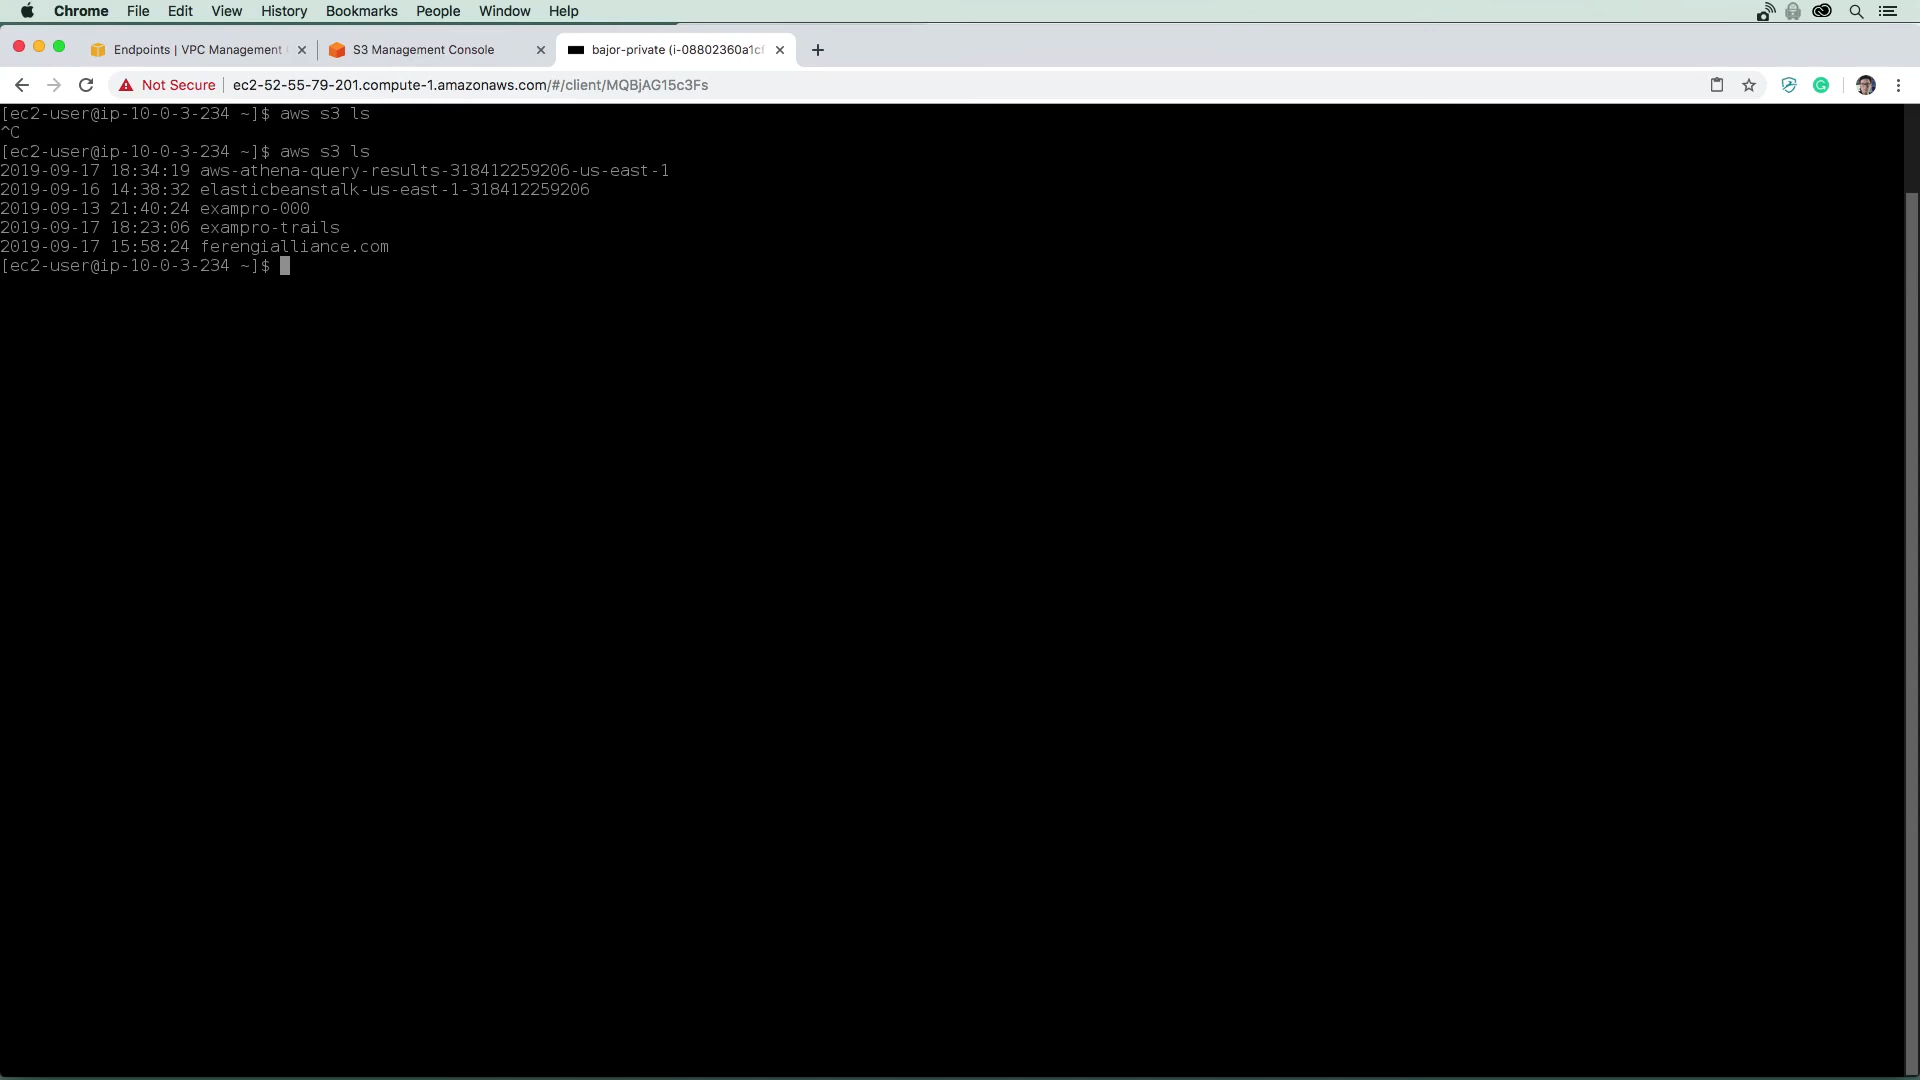 Chrome File Edit View History Bookmarks People Window Help
Endpoints | VPC Management
S3 Management Console
bajor-private (i-08802360a1cf
Not Secure
ec2-52-55-79-201.compute-1.amazonaws.com/#/client/MQBjAG15c3Fs
[ec2-user@ip-10-0-3-234 ~]$ aws s3 ls
^C
[ec2-user@ip-10-0-3-234 ~]$ aws s3 ls
2019-09-17 18:34:19 aws-athena-query-results-318412259206-us-east-1
2019-09-16 14:38:32 elasticbeanstalk-us-east-1-318412259206
2019-09-13 21:40:24 exampro-000
2019-09-17 18:23:06 exampro-trails
2019-09-17 15:58:24 ferengialliance.com
[ec2-user@ip-10-0-3-234 ~]$